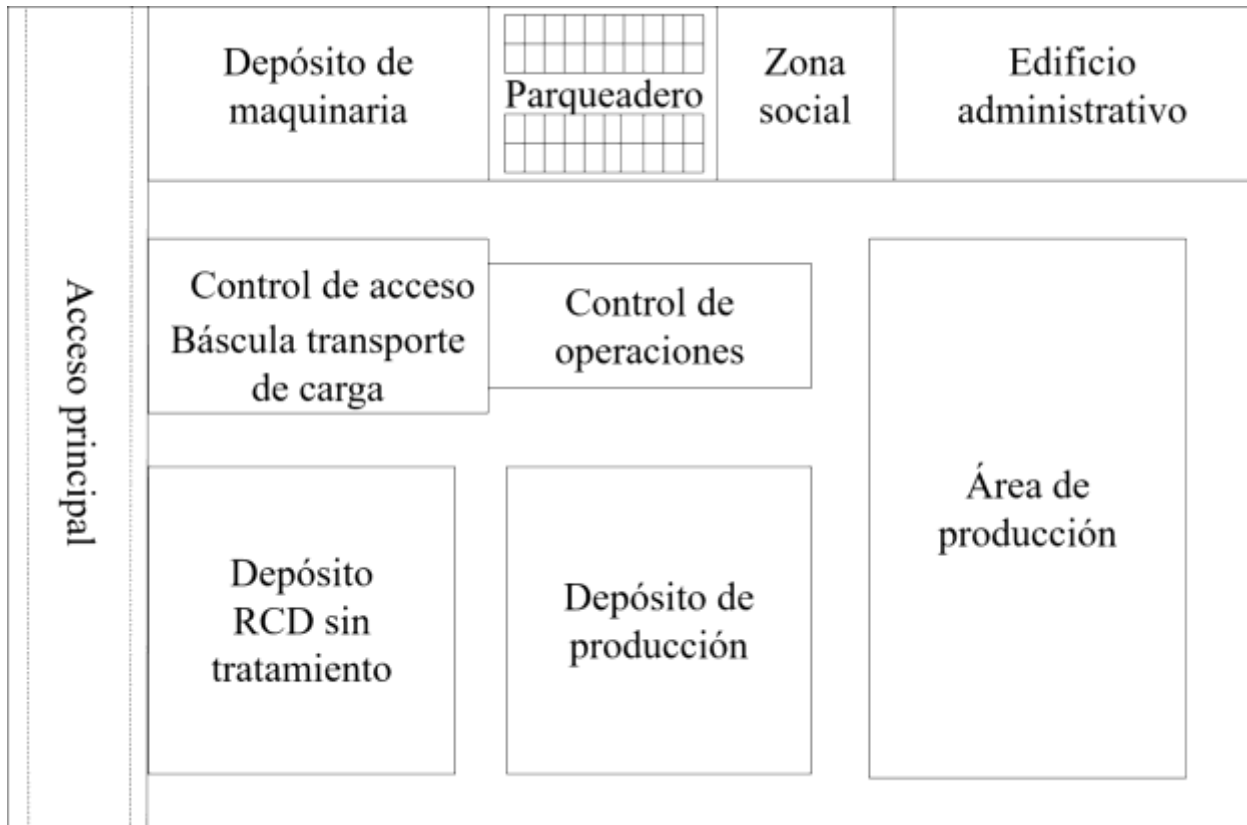 Depósito de
maquinaria
Parqueadero
Zona
social
Edificio
administrativo
Acceso principal
Control de acceso
Báscula transporte
de carga
Control de
operaciones
Área de
producción
Depósito
RCD sin
tratamiento
Depósito de
producción